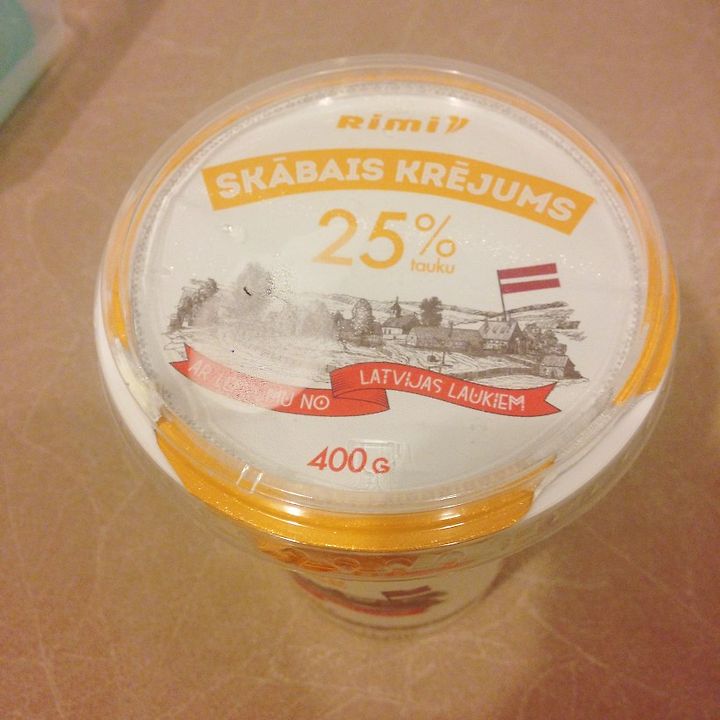 Rimi
SKĀBAIS KRĒJUMS
25%
tauku
AR NO
LATVIJAS LAUKIEM
400 G